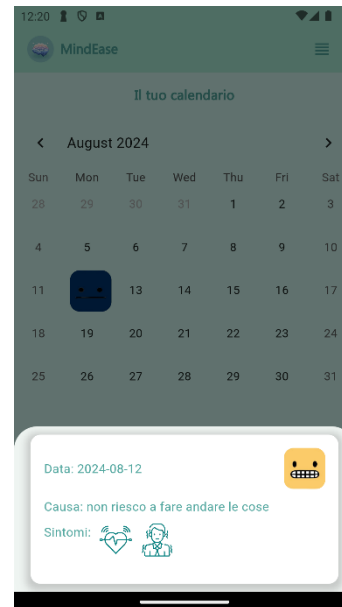 12:20
MindEase
Il tuo calendario
August 2024
Sun Mon Tue Wed Thu Fri Sat
28 29 30 31 1 2 3
4 5 6 7 8 9 10
11 13 14 15 16 17
18 19 20 21 22 23 24
25 26 27 28 29 30 31
Data: 2024-08-12
Causa: non riesco a fare andare le cose
Sintomi: